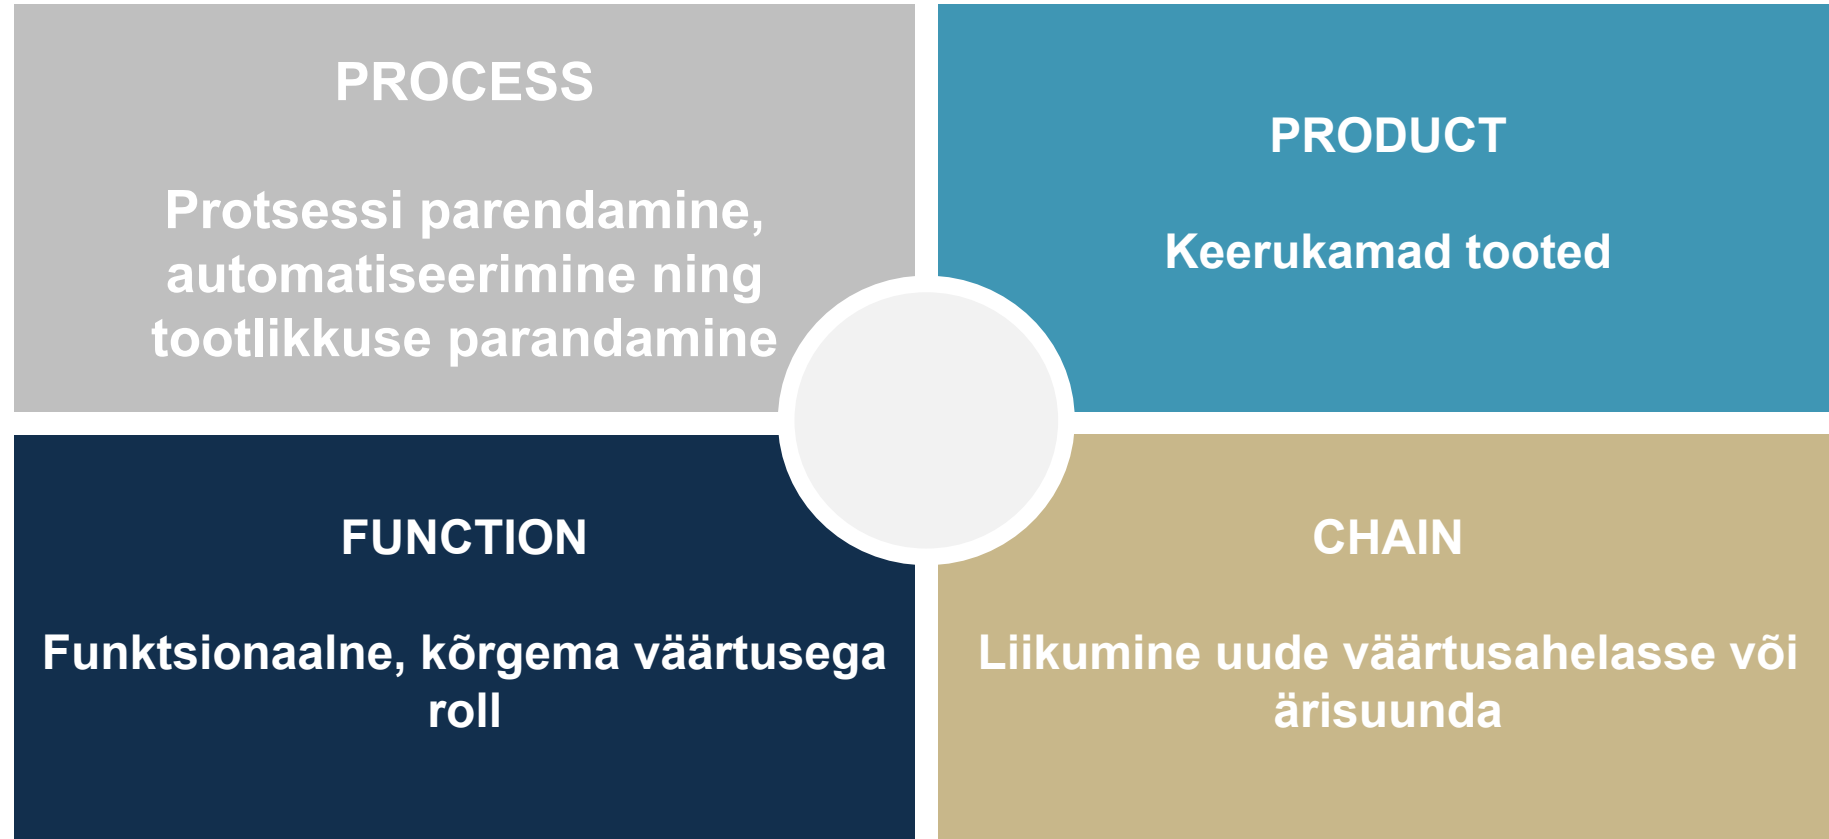 PROCESS
Protsessi parendamine,
automatiseerimine ning
tootlikkuse parandamine
PRODUCT
Keerukamad tooted
FUNCTION
Funktsionaalne, kõrgema väärtusega
roll
CHAIN
Liikumine uude väärtusahelasse või
ärisuunda